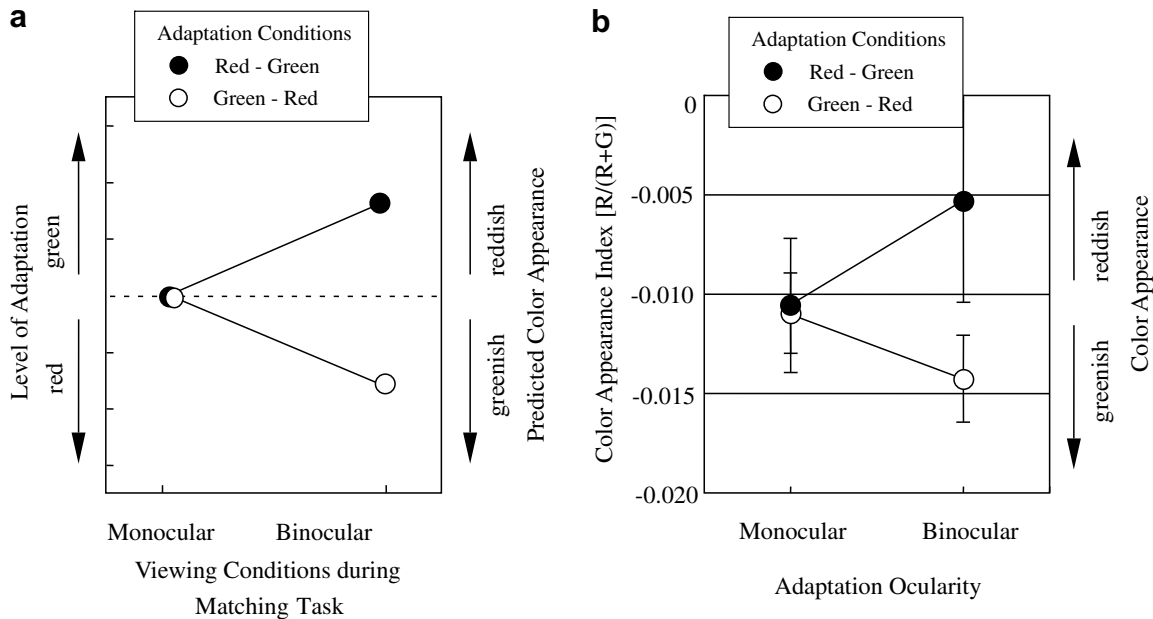 a
Adaptation Conditions
Red - Green
Green - Red
Level of Adaptation
green
red
reddish
greenish
Predicted Color Appearance
Monocular
Binocular
Viewing Conditions during
Matching Task
b
Adaptation Conditions
Red - Green
Green - Red
Color Appearance Index [R/(R+G)]
0
-0.005
-0.010
-0.015
-0.020
reddish
greenish
Color Appearance
Monocular
Binocular
Adaptation Ocularity